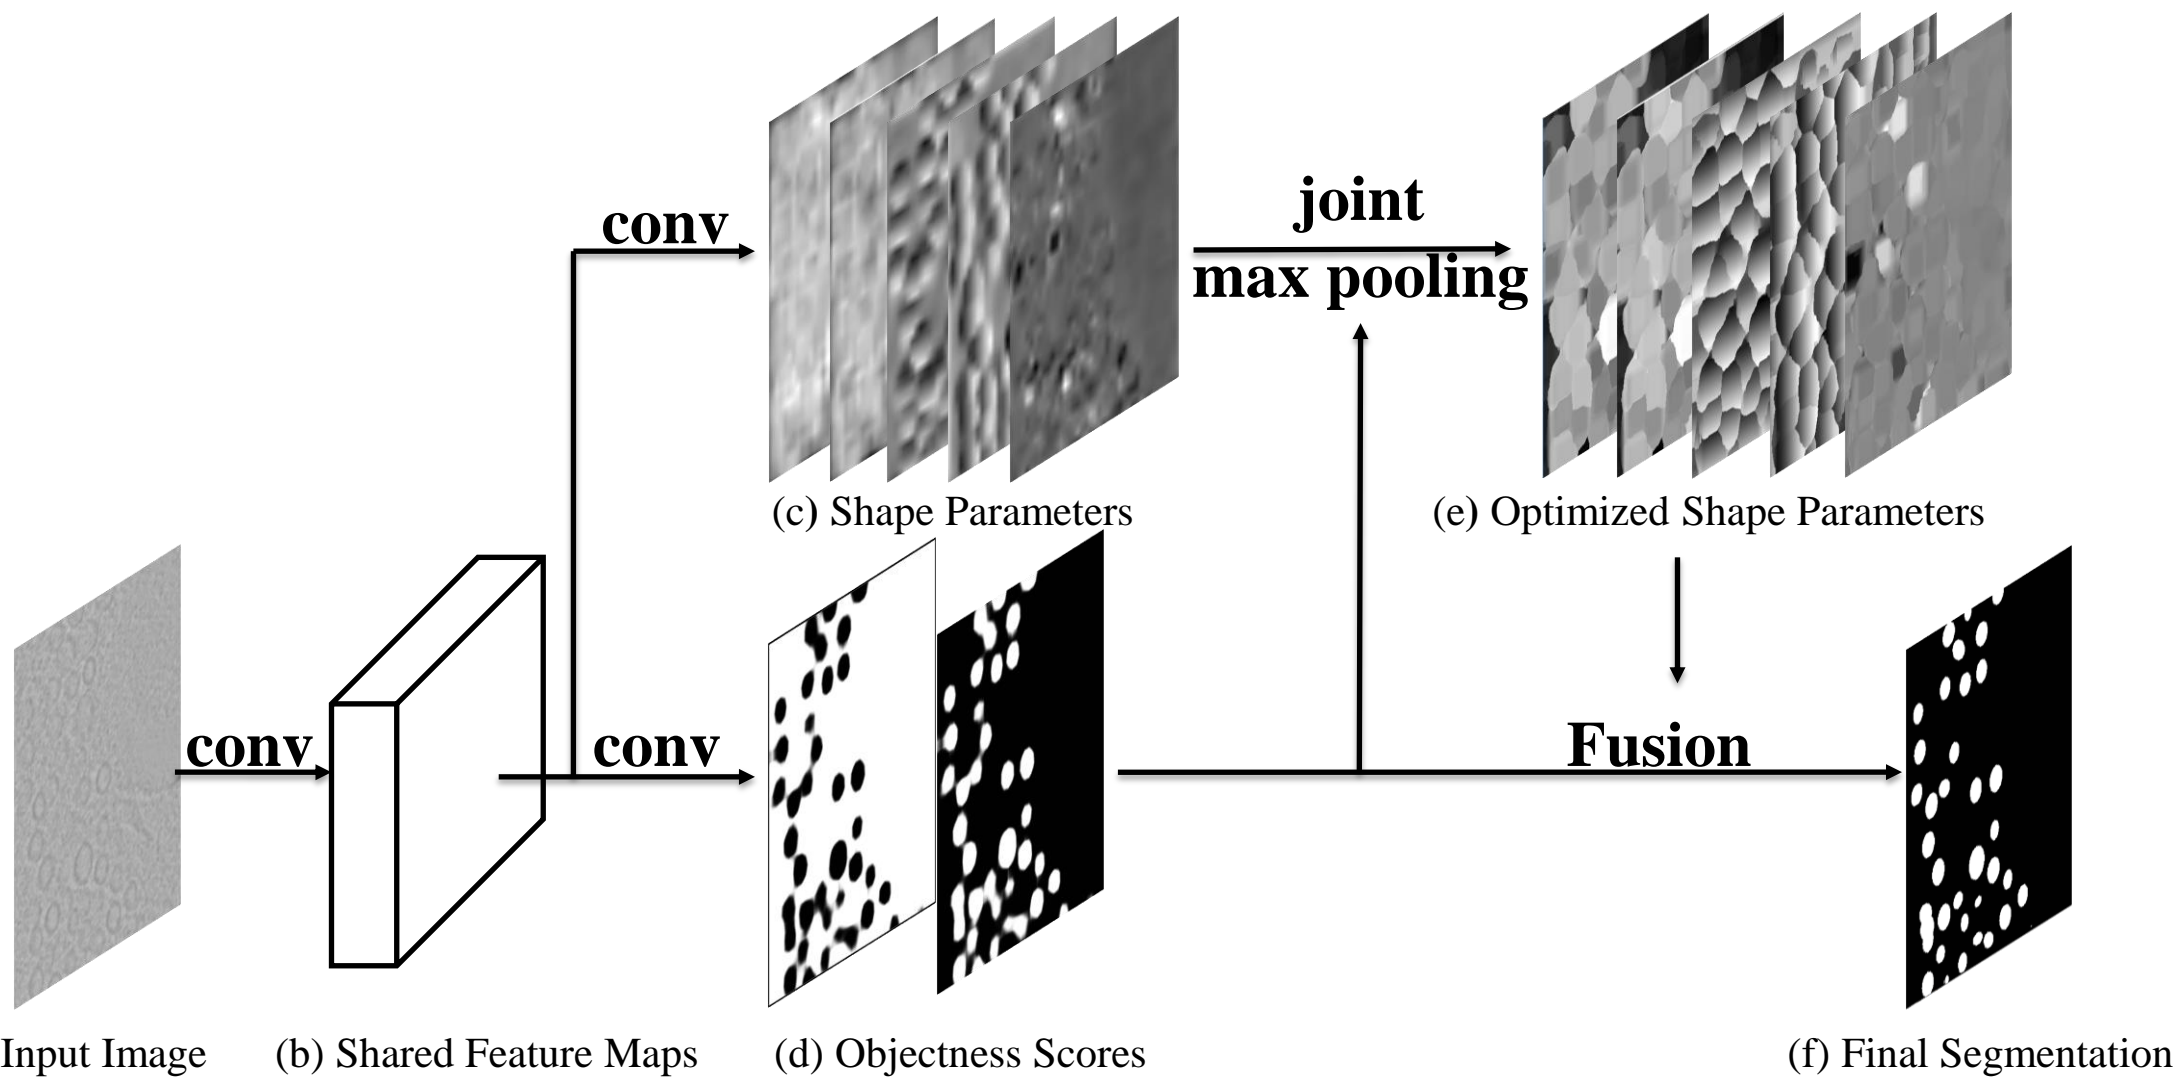 conv
joint
max pooling
(c) Shape Parameters
(e) Optimized Shape Parameters
conv
conv
Fusion
Input Image
(b) Shared Feature Maps
(d) Objectness Scores
(f) Final Segmentation